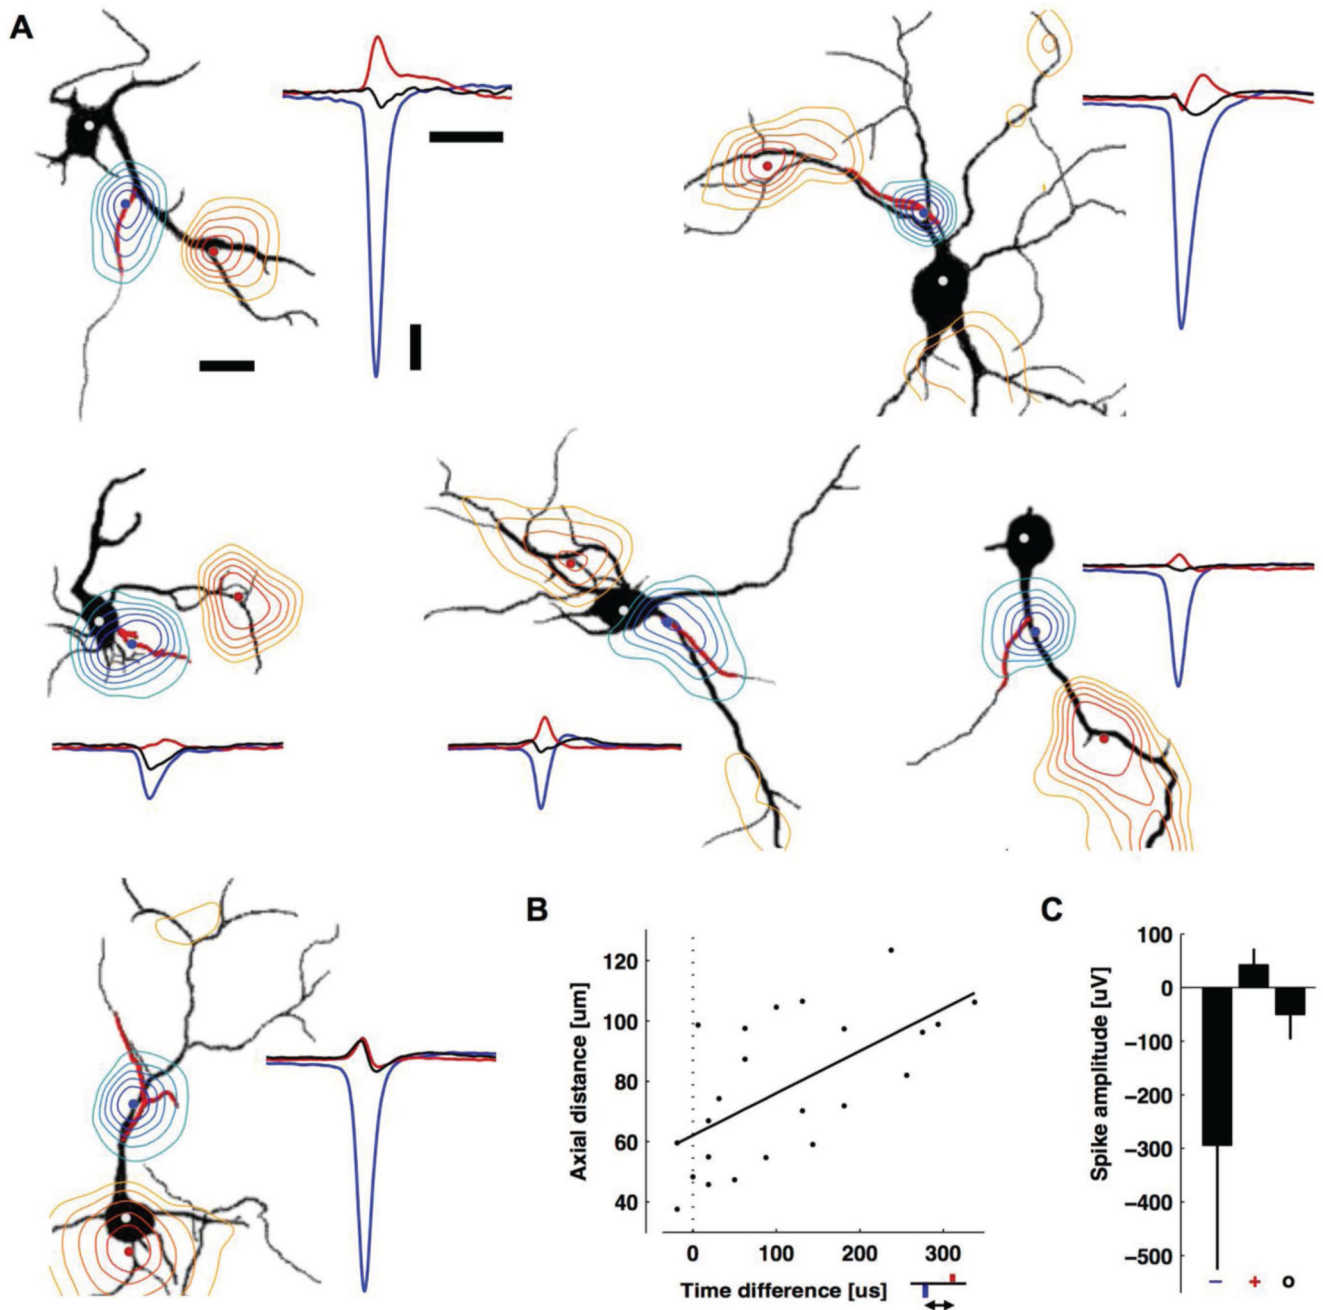 A
B
Axial distance [um]
120
100
80
60
40
0 100 200 300
Time difference [us]
C
Spike amplitude [uV]
100
0
−100
−200
−300
−400
−500
− + o